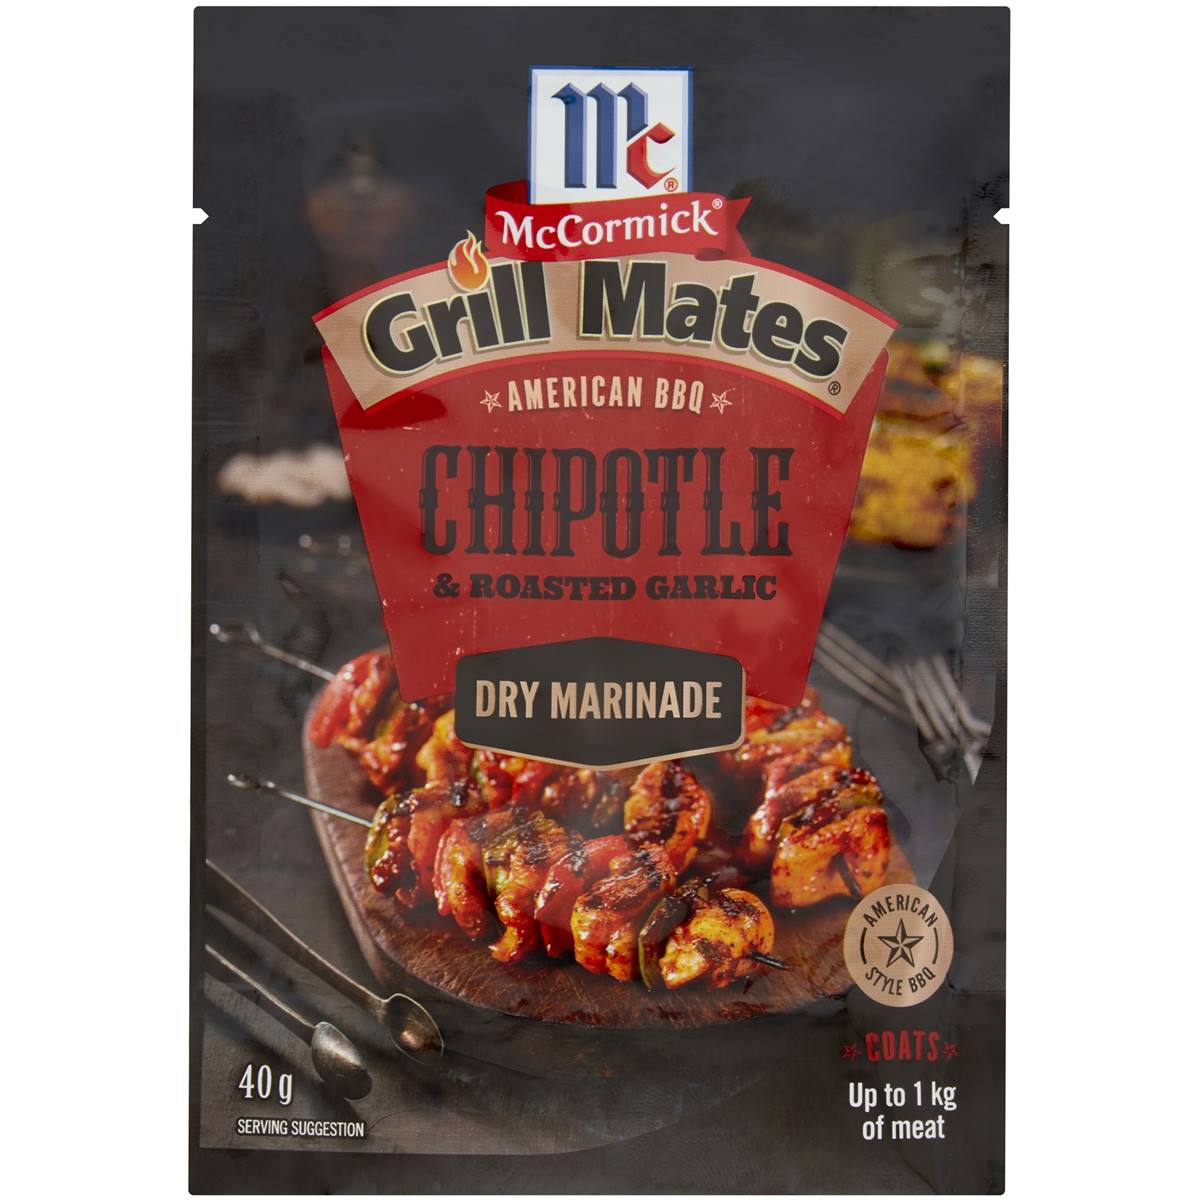 Mc®
McCormick®
Grill Mates®
AMERICAN BBQ
CHIPOTLE
& ROASTED GARLIC
DRY MARINADE
AMERICAN
STYLE BBQ
COATS
Up to 1 kg
of meat
40 g
SERVING SUGGESTION